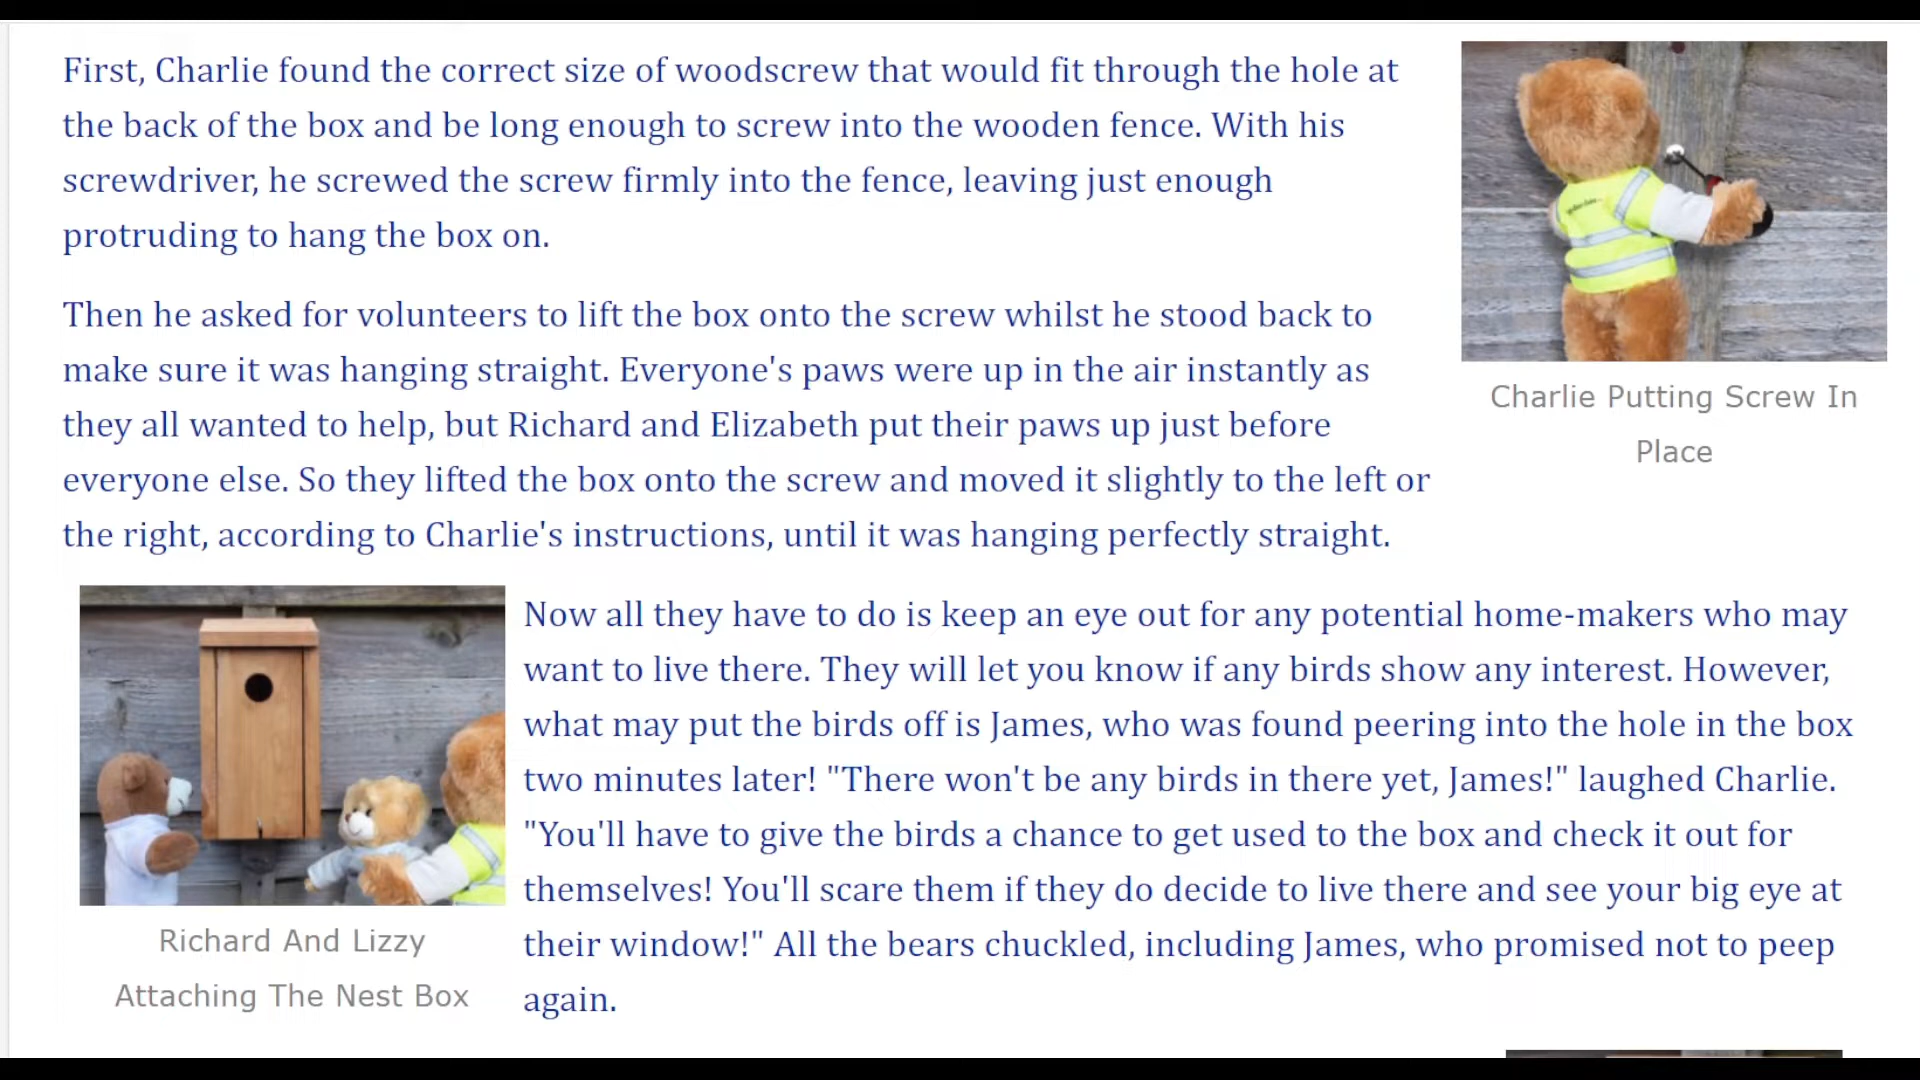 First, Charlie found the correct size of woodscrew that would fit through the hole at
the back of the box and be long enough to screw into the wooden fence. With his
screwdriver, he screwed the screw firmly into the fence, leaving just enough
protruding to hang the box on.
Charlie Putting Screw In
Place
Then he asked for volunteers to lift the box onto the screw whilst he stood back to
make sure it was hanging straight. Everyone's paws were up in the air instantly as
they all wanted to help, but Richard and Elizabeth put their paws up just before
everyone else. So they lifted the box onto the screw and moved it slightly to the left or
the right, according to Charlie's instructions, until it was hanging perfectly straight.
Richard And Lizzy
Attaching The Nest Box
Now all they have to do is keep an eye out for any potential home-makers who may
want to live there. They will let you know if any birds show any interest. However,
what may put the birds off is James, who was found peering into the hole in the box
two minutes later! "There won't be any birds in there yet, James!" laughed Charlie.
"You'll have to give the birds a chance to get used to the box and check it out for
themselves! You'll scare them if they do decide to live there and see your big eye at
their window!" All the bears chuckled, including James, who promised not to peep
again.